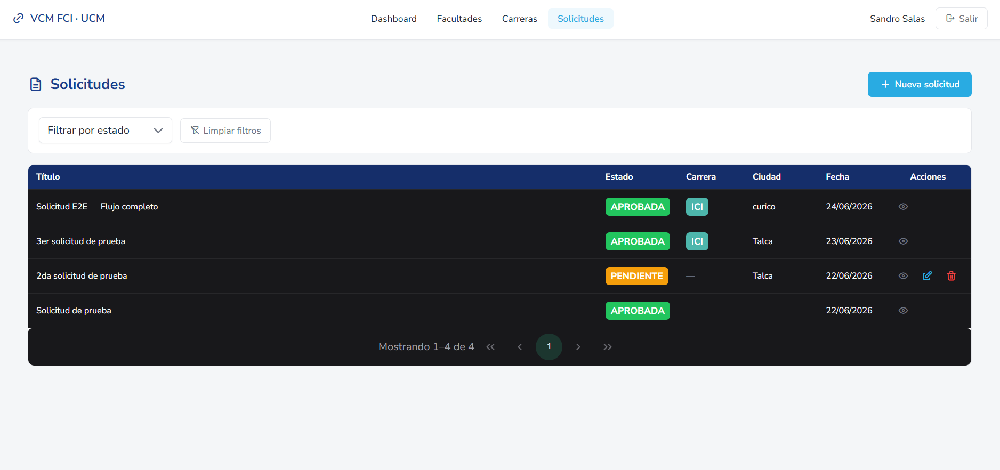 VCM FCI · UCM
Dashboard Facultades Carreras Solicitudes
Sandro Salas Salir
Solicitudes
+ Nueva solicitud
Filtrar por estado
Limpiar filtros
Título Estado Carrera Ciudad Fecha Acciones
Solicitud E2E — Flujo completo APROBADA ICI curico 24/06/2026
3er solicitud de prueba APROBADA ICI Talca 23/06/2026
2da solicitud de prueba PENDIENTE — Talca 22/06/2026
Solicitud de prueba APROBADA — — 22/06/2026
Mostrando 1–4 de 4 1